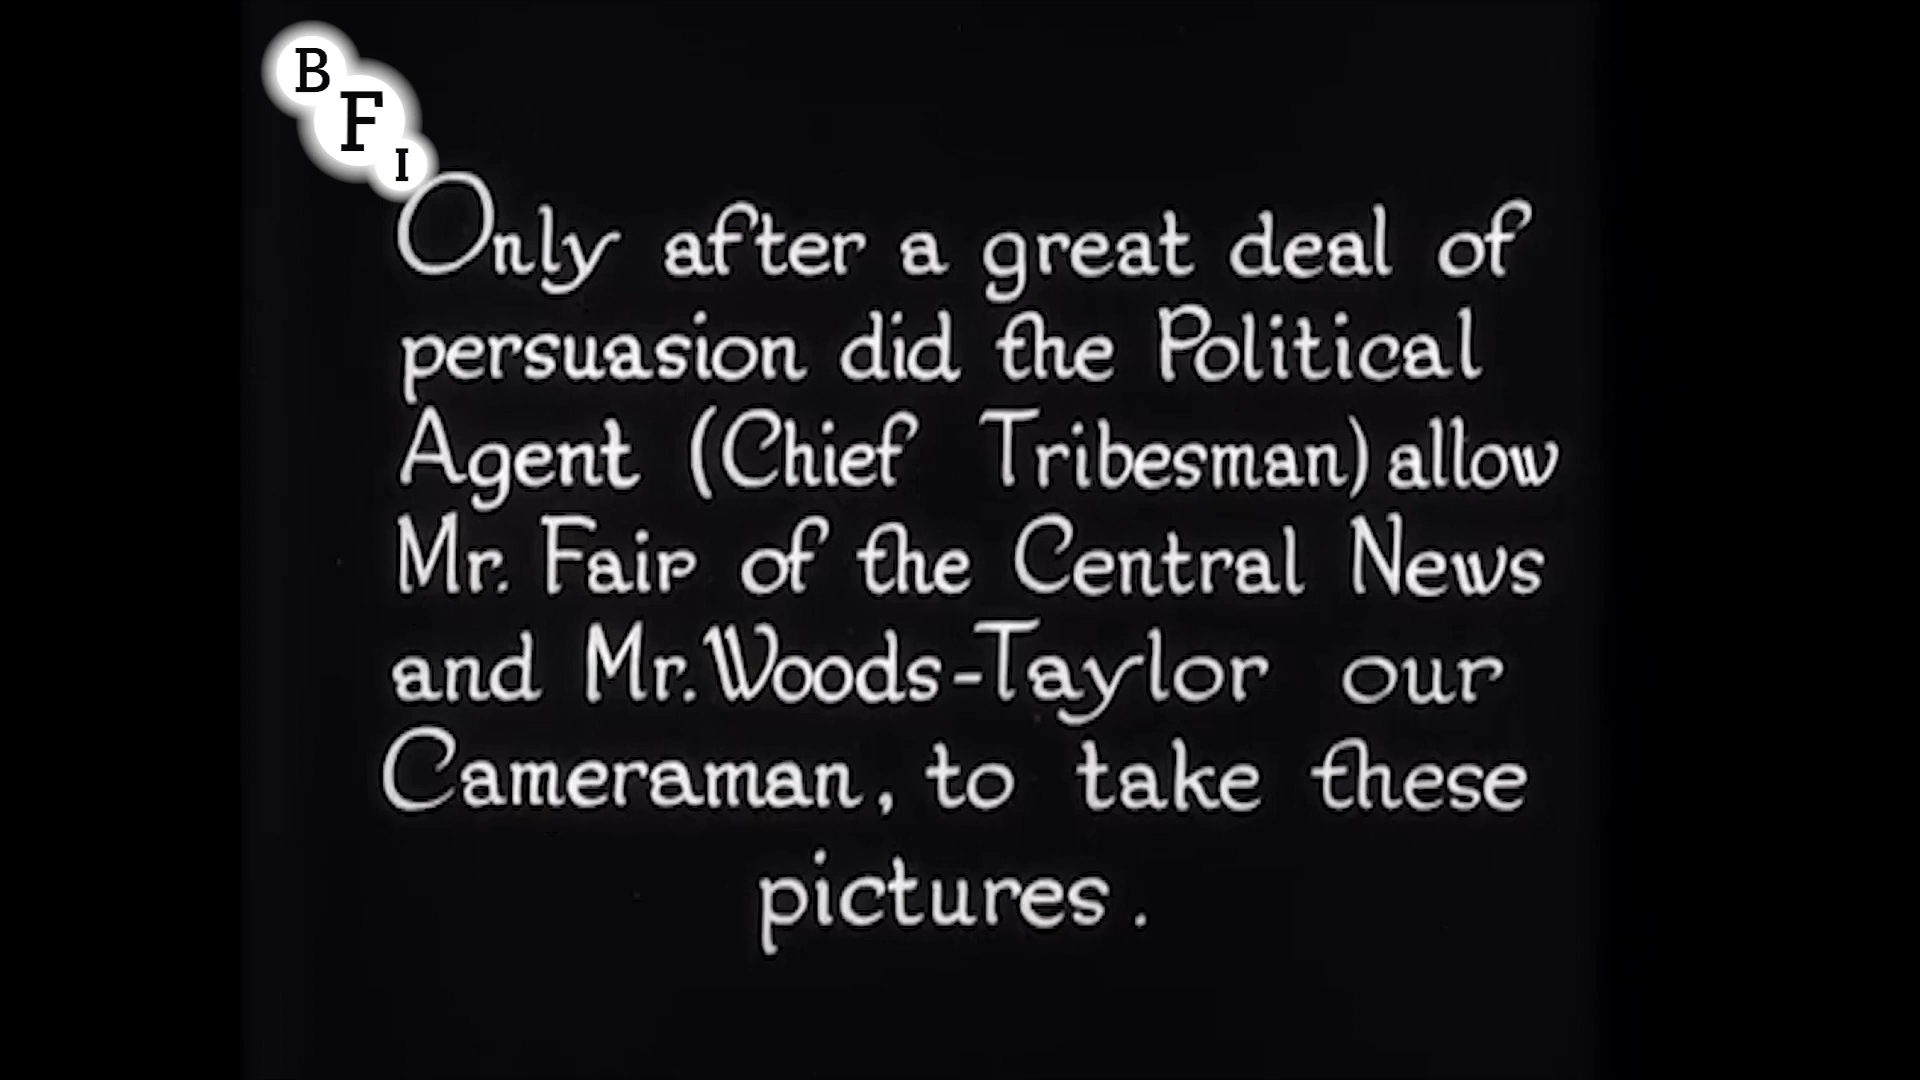 BFI
Only after a great deal of
persuasion did the Political
Agent (Chief Tribesman) allow
Mr. Fair of the Central News
and Mr. Woods-Taylor our
Cameraman, to take these
pictures.